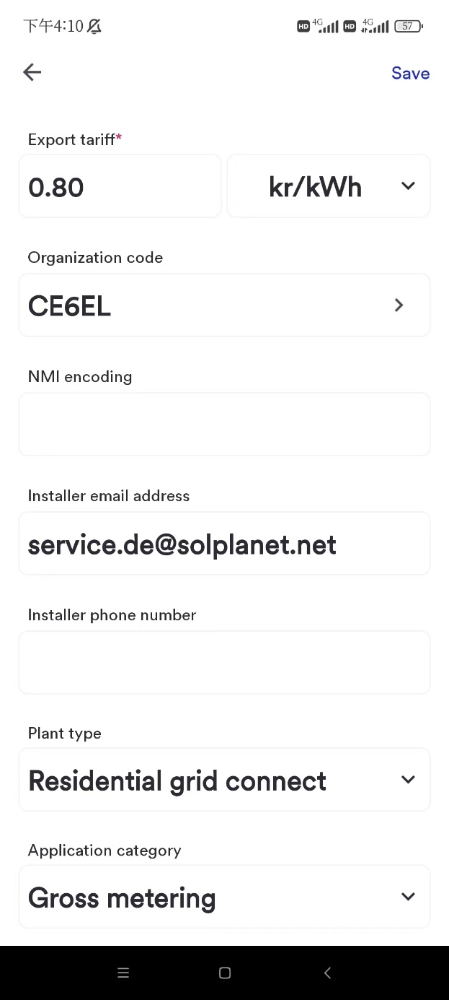 下午4:10
HD 4G HD 4G 57
Save
Export tariff*
0.80 kr/kWh
Organization code
CE6EL
NMI encoding
Installer email address
service.de@solplanet.net
Installer phone number
Plant type
Residential grid connect
Application category
Gross metering